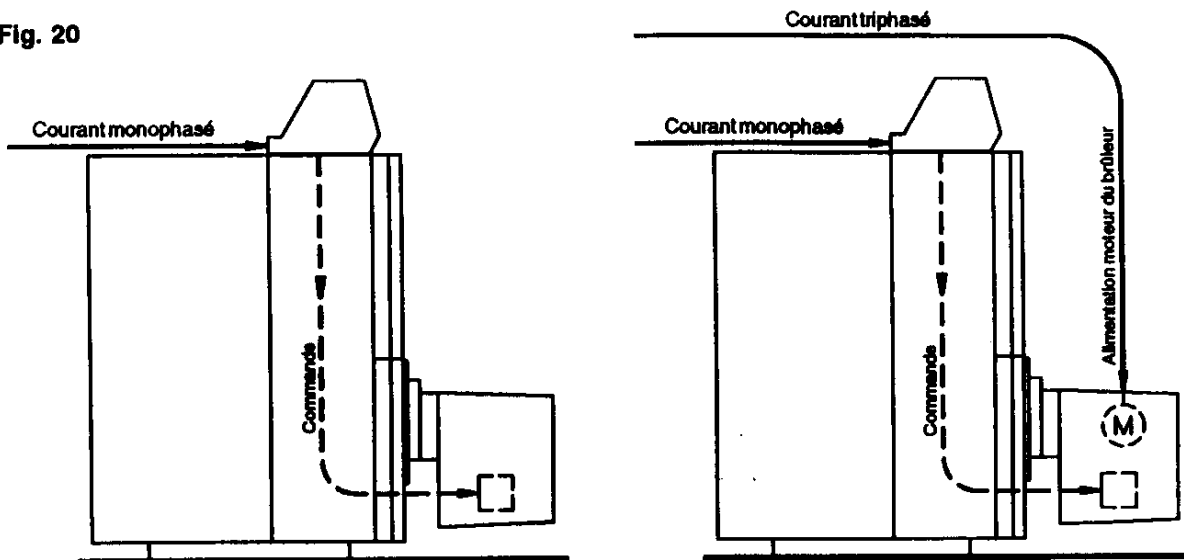 Fig. 20
Courant monophasé
Commande
Courant triphasé
Courant monophasé
Alimentation moteur du brûleur
Commande
M